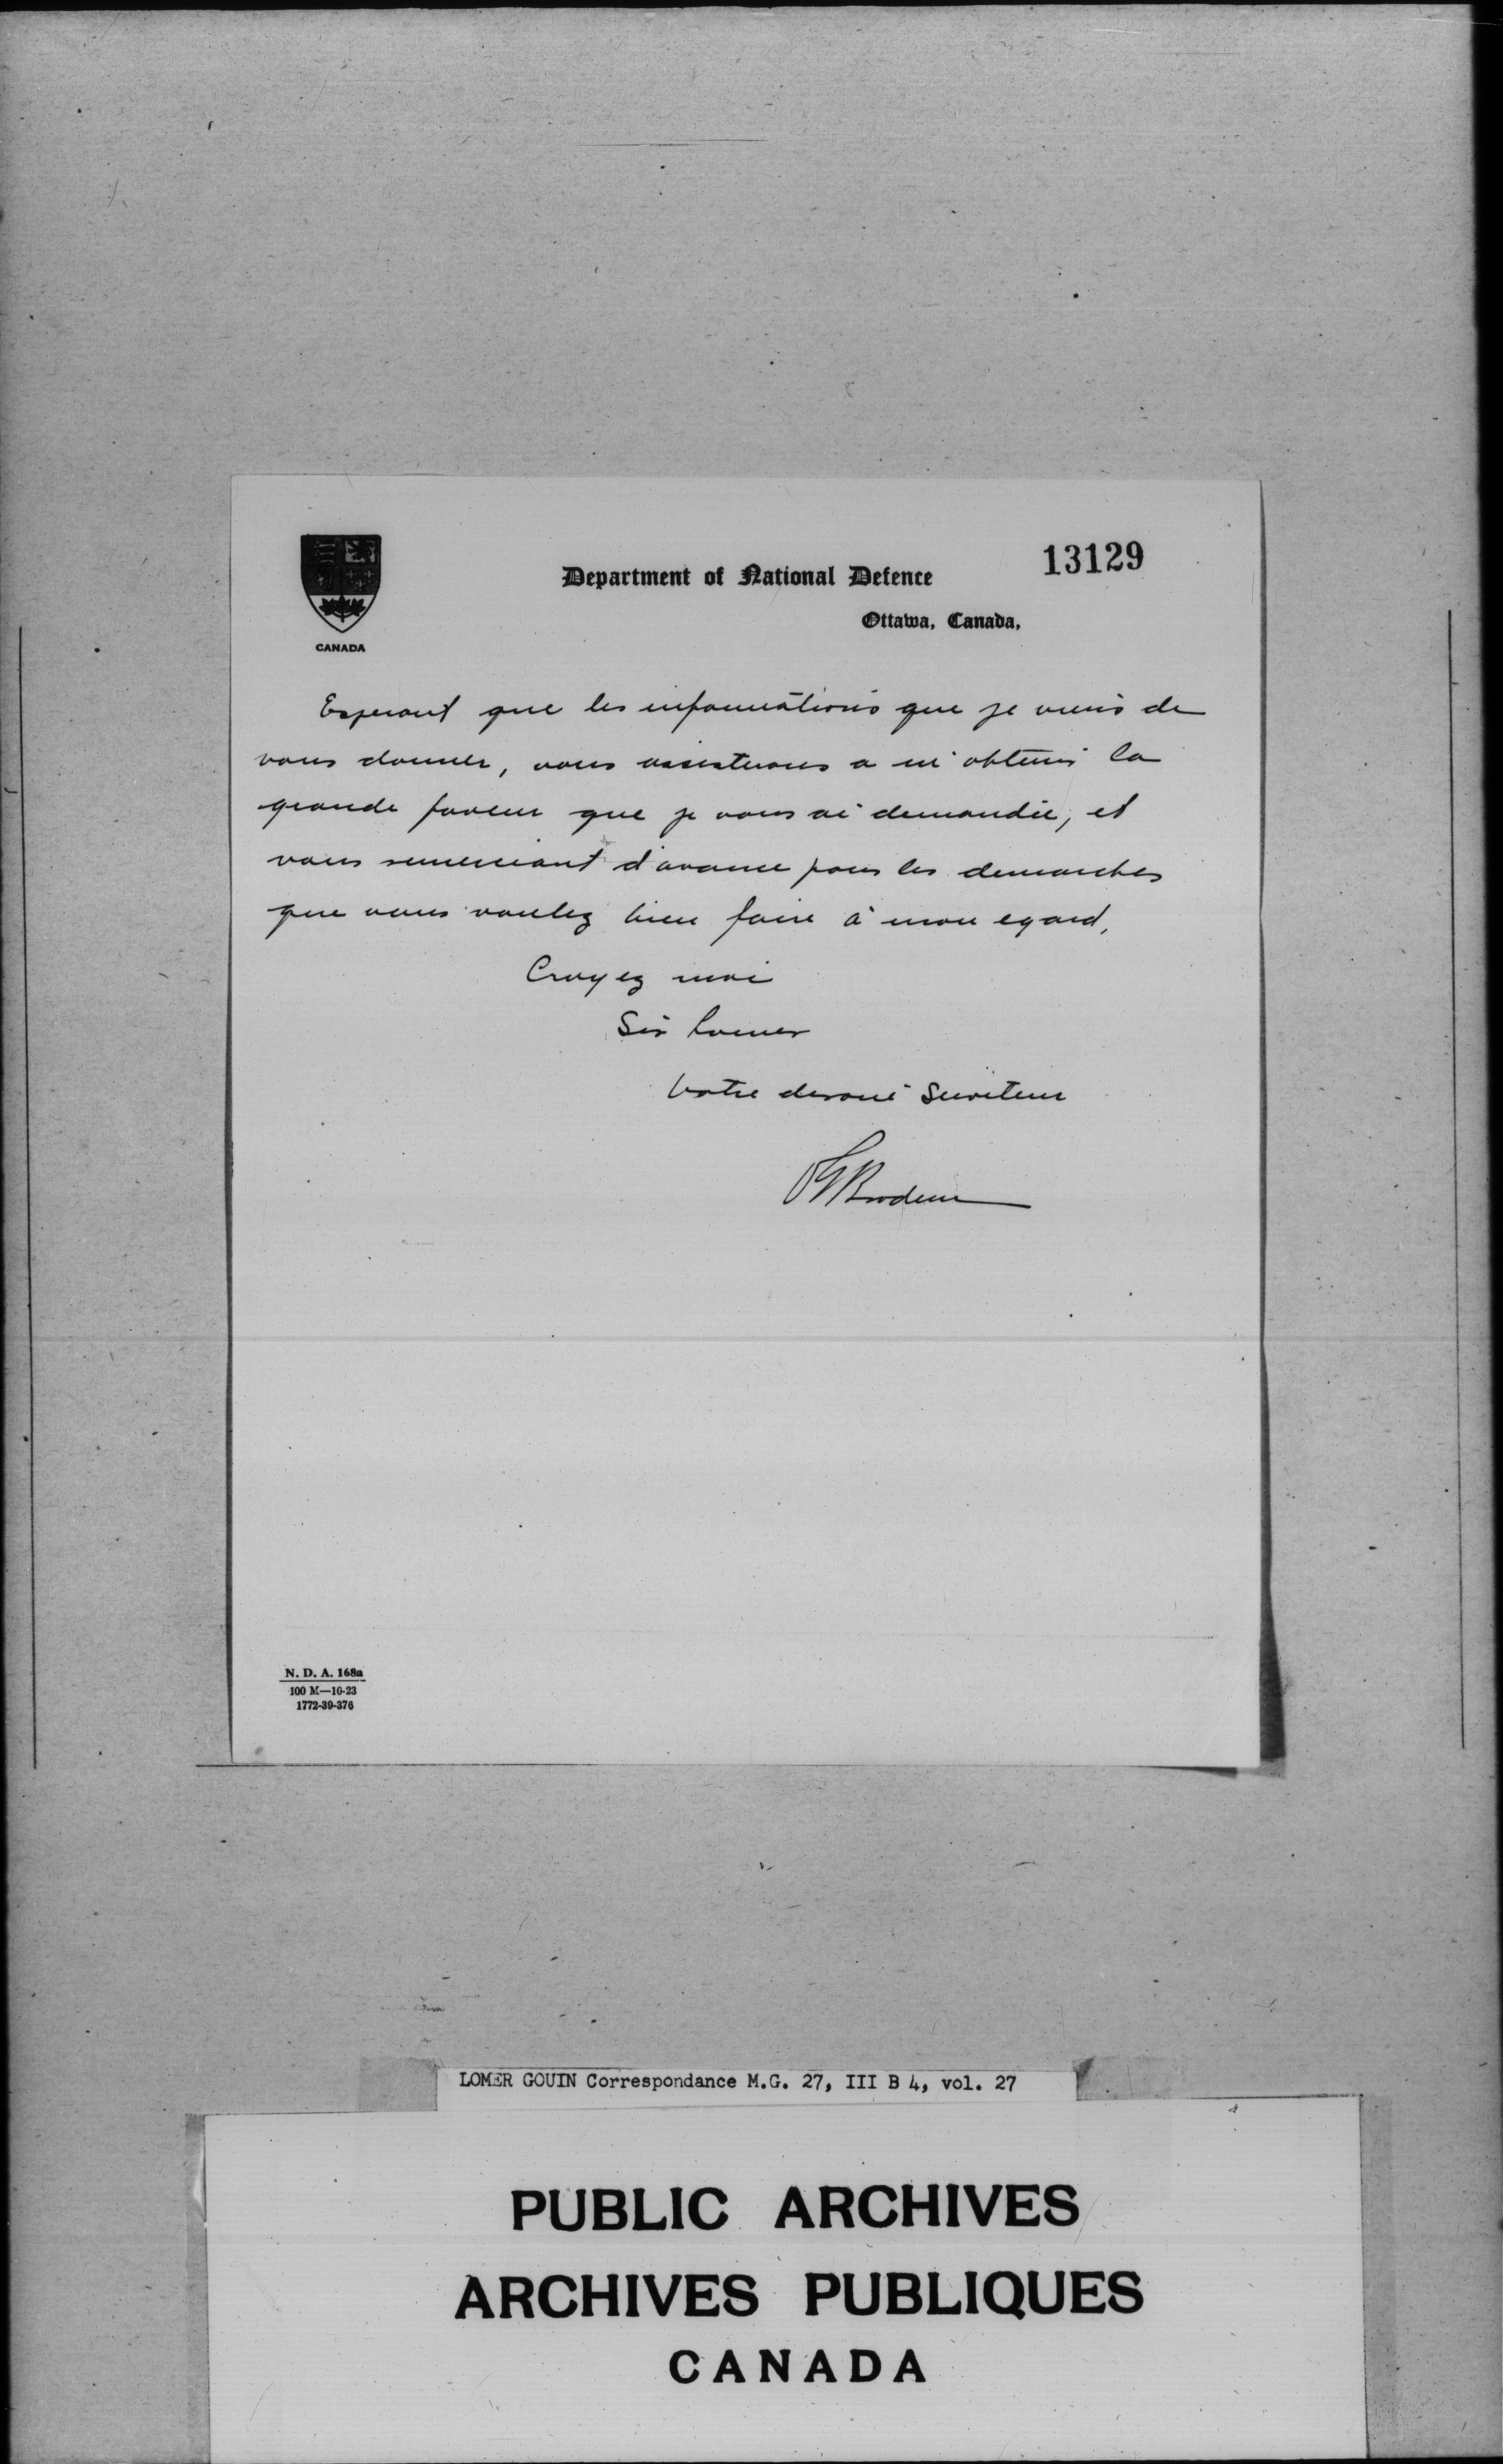 13129
Department of National Defence
Ottawa, Canada,
CANADA
Esperant que les informations que je viens de
vous donner, vous assisterons a m'obtenir la
grande faveur que je vous ai demandée, et
vous remerciant d'avance pour les demarches
que vous voulez bien faire à mon egard,
Croyez moi
Sir Lomer
Votre devoué Serviteur
Brodeur
N. D. A. 168a
100 M—10-23
1772-39-376
LOMER GOUIN Correspondance M.G. 27, III B 4, vol. 27
PUBLIC ARCHIVES
ARCHIVES PUBLIQUES
CANADA